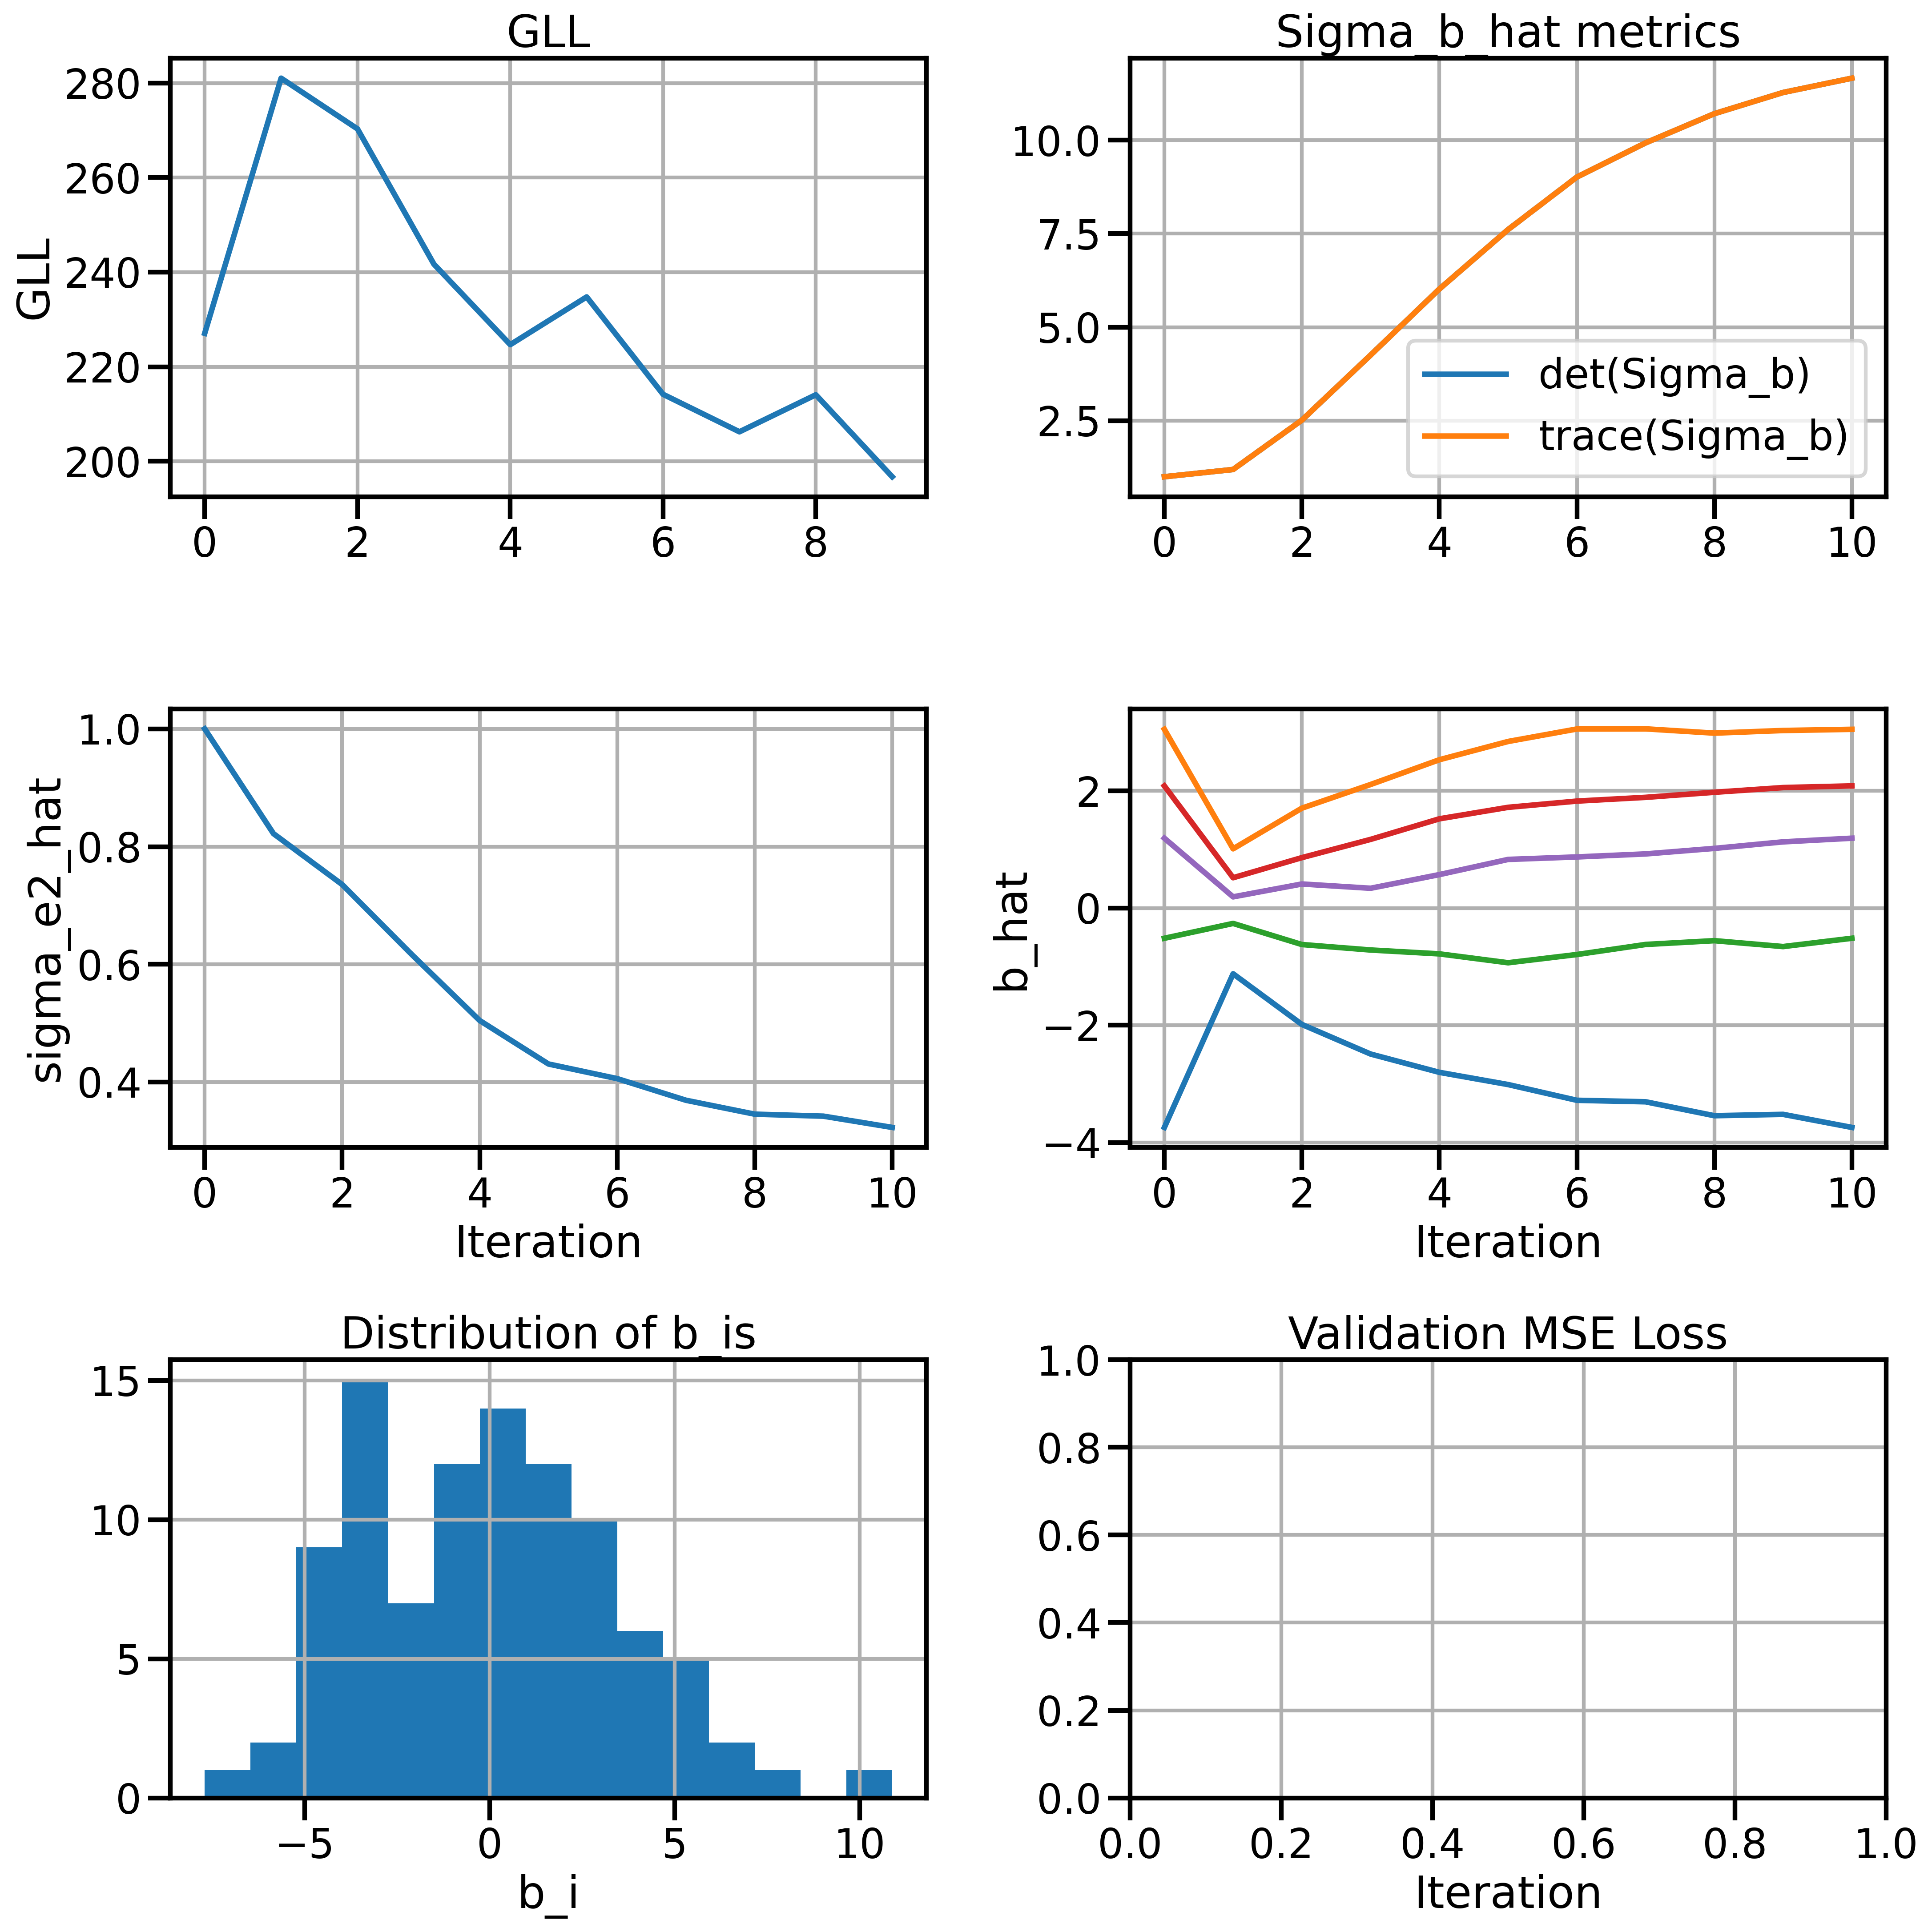 GLL
GLL
280
260
240
220
200
0 2 4 6 8
Sigma_b_hat metrics
10.0
7.5
5.0
2.5
det(Sigma_b)
trace(Sigma_b)
0 2 4 6 8 10
sigma_e2_hat
1.0
0.8
0.6
0.4
0 2 4 6 8 10
Iteration
b_hat
2
0
−2
−4
0 2 4 6 8 10
Iteration
Distribution of b_is
15
10
5
0
−5 0 5 10
b_i
Validation MSE Loss
1.0
0.8
0.6
0.4
0.2
0.0
0.0 0.2 0.4 0.6 0.8 1.0
Iteration